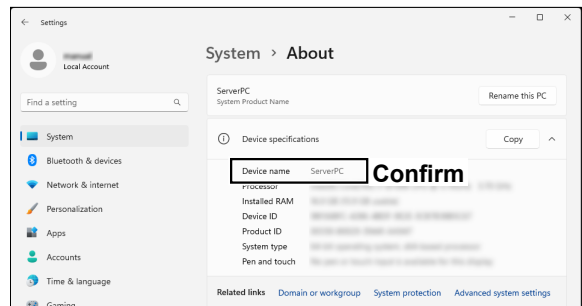 Settings
System > About
Local Account
ServerPC
System Product Name
Rename this PC
Find a setting
Device specifications
Copy
System
Bluetooth & devices
Network & internet
Personalization
Apps
Accounts
Time & language
Gaming
Device name ServerPC
Confirm
Processor
Installed RAM
Device ID
Product ID
System type
Pen and touch
Related links Domain or workgroup System protection Advanced system settings